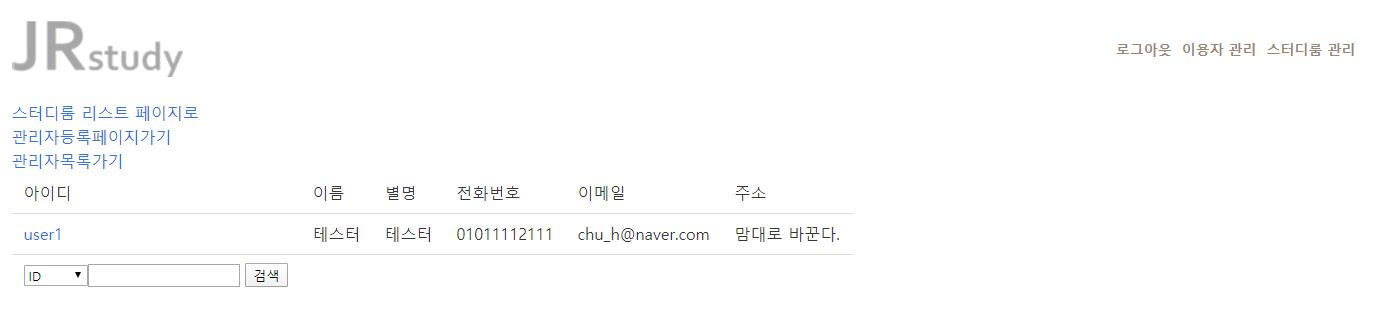 JRstudy
로그아웃 이용자 관리 스터디룸 관리
스터디룸 리스트 페이지로
관리자등록페이지가기
관리자목록가기
아이디 이름 별명 전화번호 이메일 주소
user1 테스터 테스터 01011112111 chu_h@naver.com 맘대로 바꾼다.
ID 검색